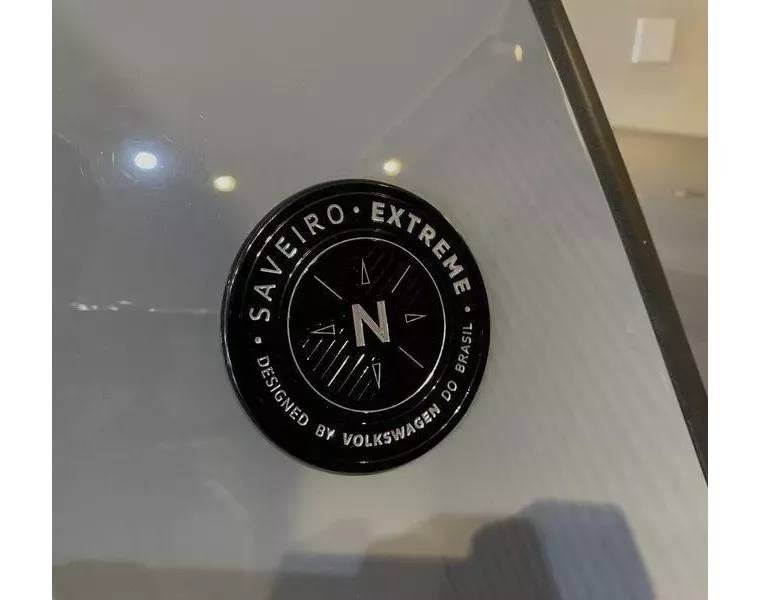 SAVEIRO • EXTREME
N
• DESIGNED BY VOLKSWAGEN DO BRASIL •